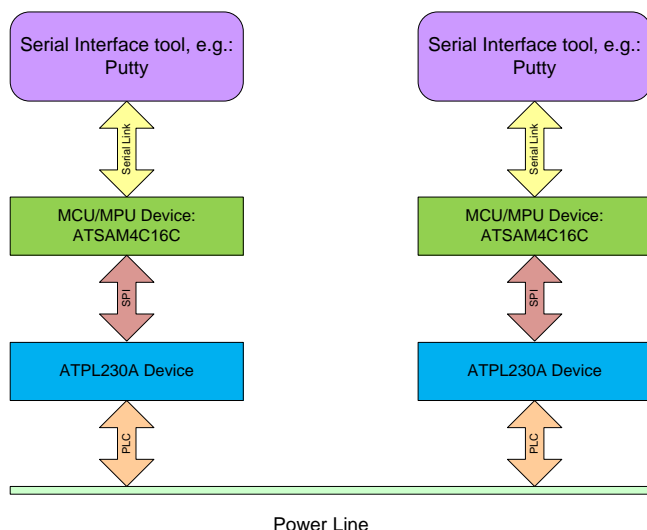 Serial Interface tool, e.g.:
Putty
Serial Link
MCU/MPU Device:
ATSAM4C16C
SPI
ATPL230A Device
PLC
Serial Interface tool, e.g.:
Putty
Serial Link
MCU/MPU Device:
ATSAM4C16C
SPI
ATPL230A Device
PLC
Power Line